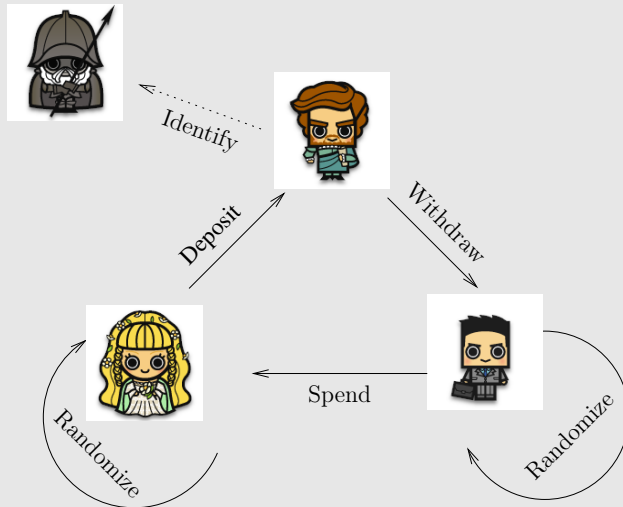 Identify
Deposit
Withdraw
Spend
Randomize
Randomize